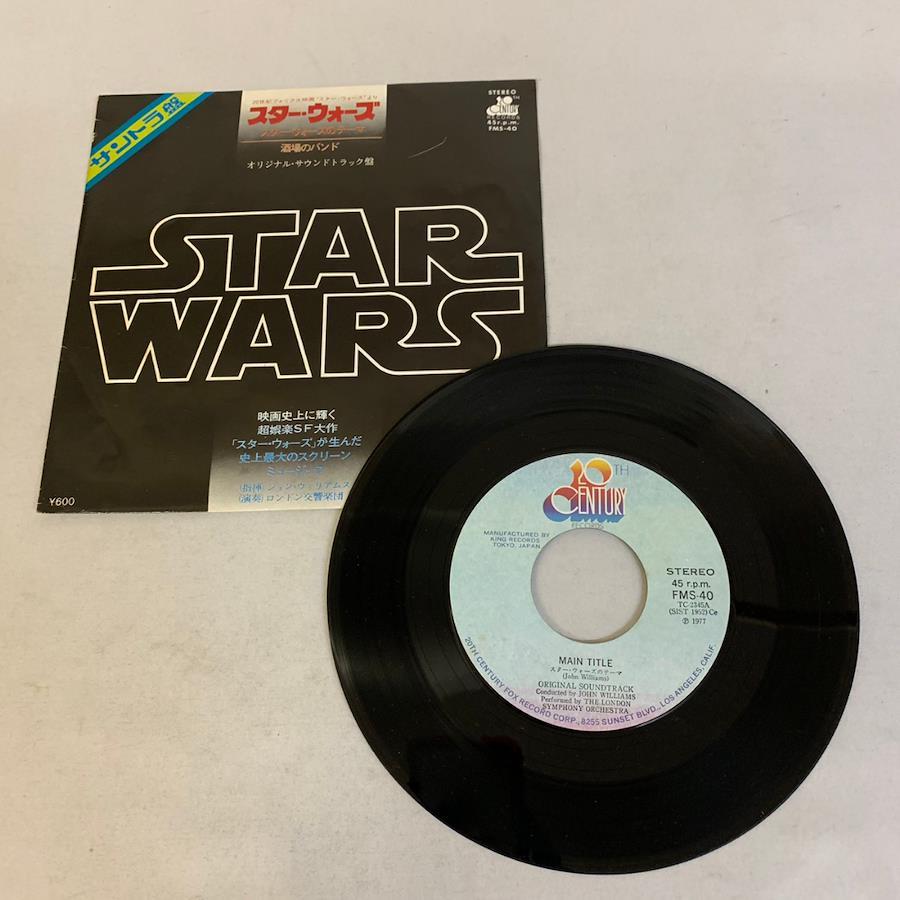 サントラ盤
20世紀フォックス映画"スター・ウォーズ"より
スター・ウォーズ
スター・ウォーズのテーマ
酒場のバンド
オリジナル・サウンドトラック盤
STEREO
20TH
CENTURY
RECORDS
45 r.p.m.
FMS-40
STAR
WARS
映画史上に輝く
超娯楽SF大作
「スター・ウォーズ」が生んだ
史上最大のスクリーン
ミュージック
(指揮)ジョン・ウィリアムス
(演奏)ロンドン交響楽団
¥600
20TH
CENTURY
RECORDS
MANUFACTURED BY
KING RECORDS
TOKYO, JAPAN
STEREO
45 r.p.m.
FMS-40
TC-2345A
(SIST 1952) Ce
℗ 1977
MAIN TITLE
スター・ウォーズのテーマ
(John Williams)
ORIGINAL SOUNDTRACK
Conducted by JOHN WILLIAMS
Performed by THE LONDON
SYMPHONY ORCHESTRA
20TH CENTURY FOX RECORD CORP., 8255 SUNSET BLVD., LOS ANGELES, CALIF.